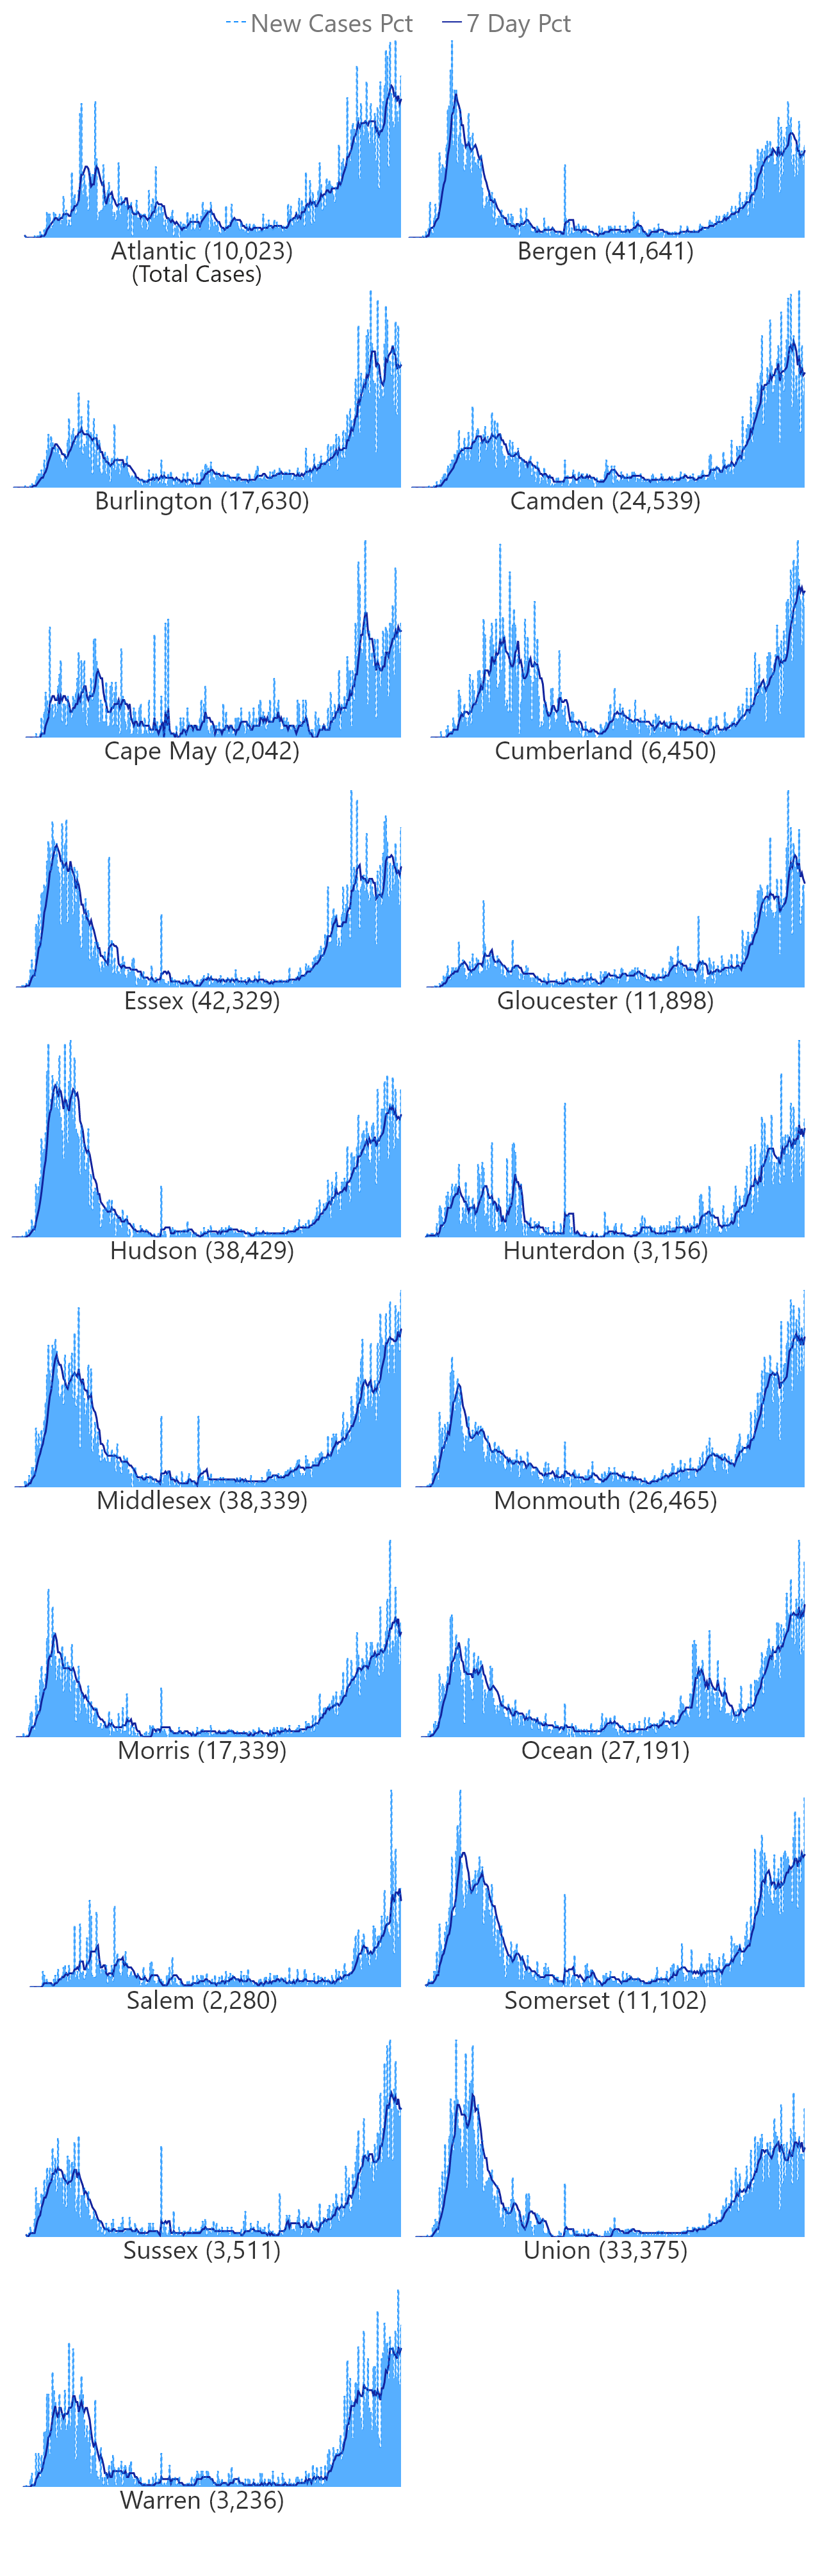 New Cases Pct 7 Day Pct
Atlantic (10,023) Bergen (41,641)
(Total Cases)
Burlington (17,630) Camden (24,539)
Cape May (2,042) Cumberland (6,450)
Essex (42,329) Gloucester (11,898)
Hudson (38,429) Hunterdon (3,156)
Middlesex (38,339) Monmouth (26,465)
Morris (17,339) Ocean (27,191)
Salem (2,280) Somerset (11,102)
Sussex (3,511) Union (33,375)
Warren (3,236)